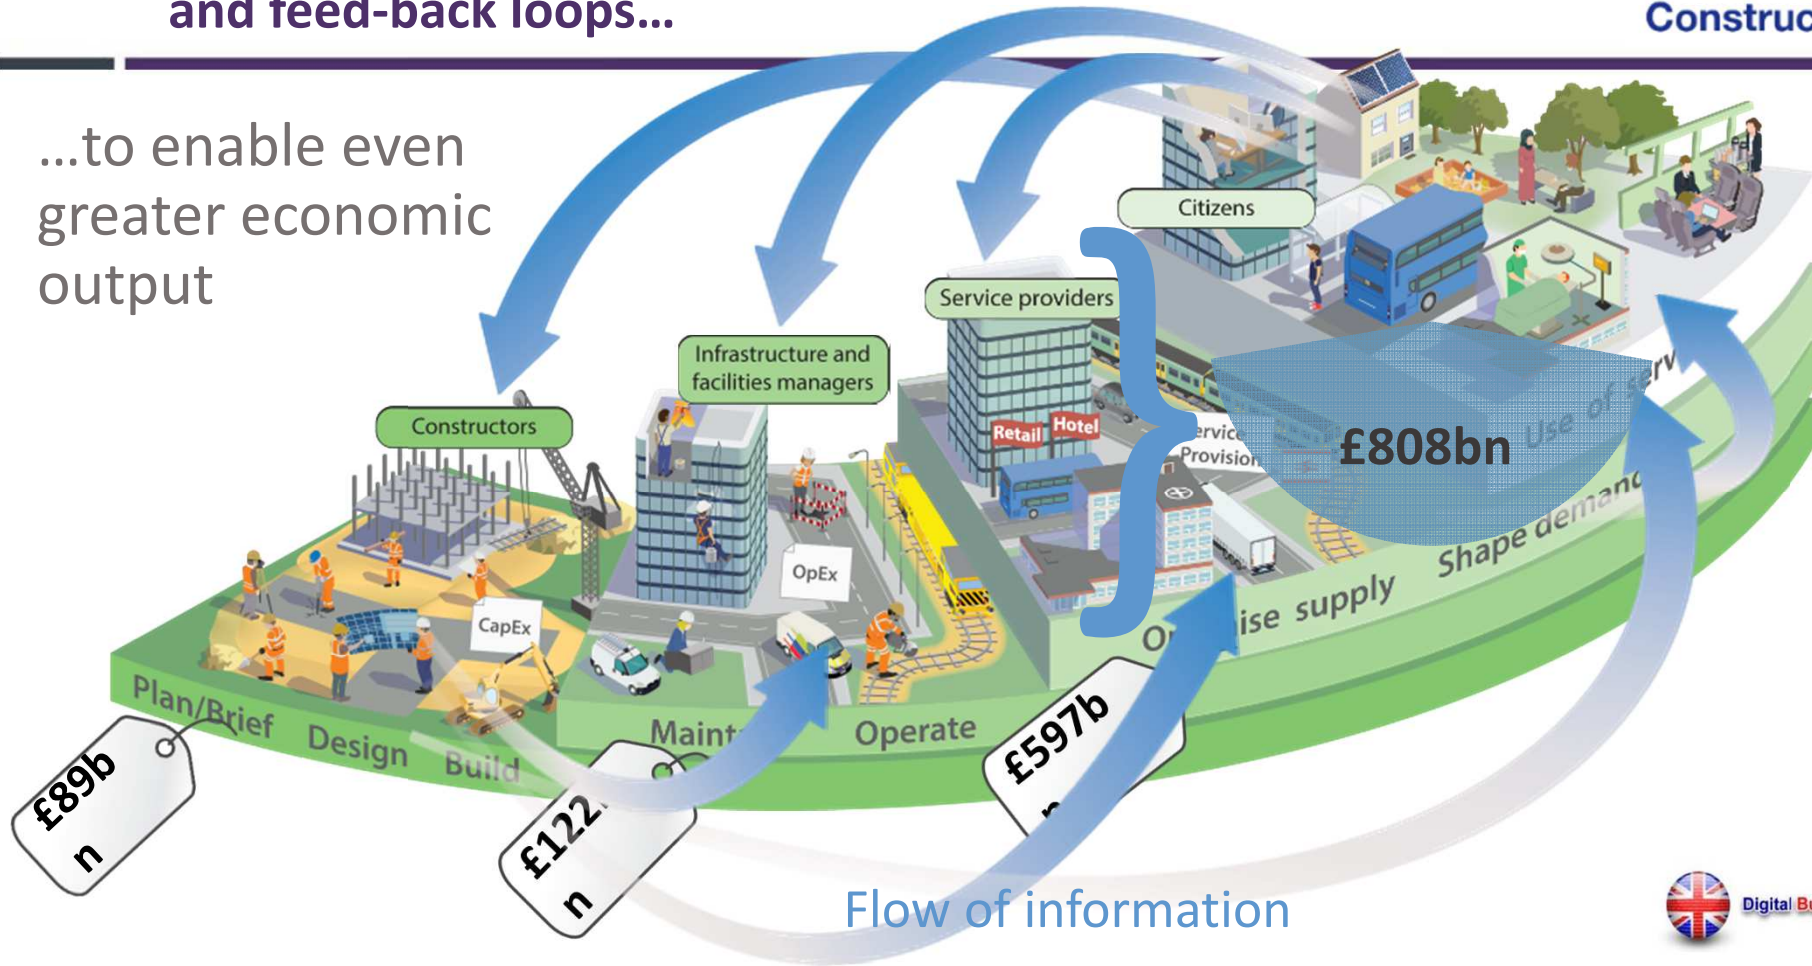 and feed-back loops...
Construc
...to enable even
greater economic
output
Citizens
Service providers
Infrastructure and
facilities managers
Constructors
Retail
Hotel
ervice
Provision
£808bn
Use of serv
Shape demand
OpEx
CapEx
ise supply
Plan/Brief Design Build
Maint
Operate
£89b
n
£122
n
£597b
n
Flow of information
Digital Bu